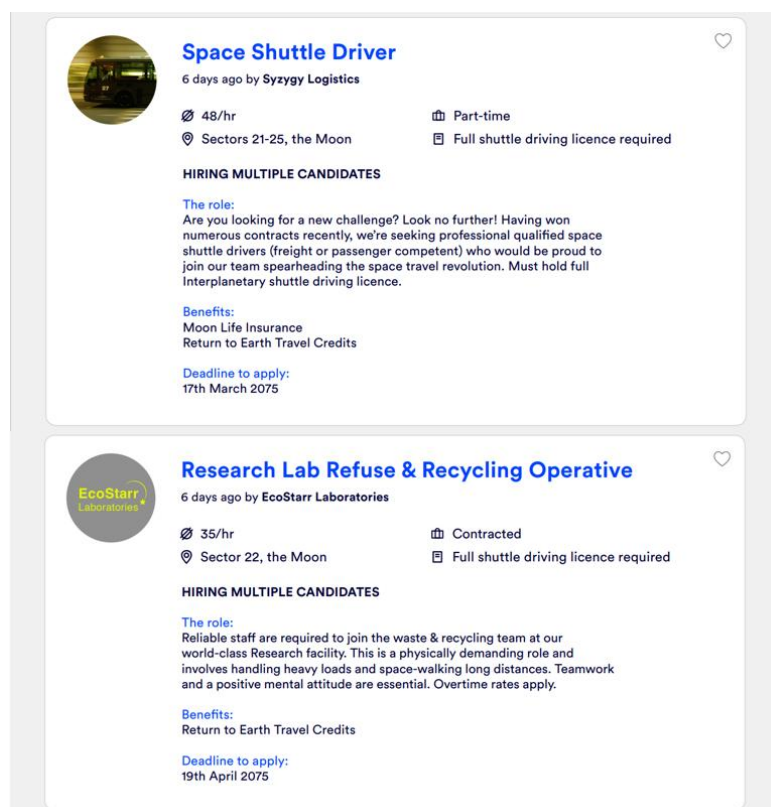 Space Shuttle Driver
6 days ago by Syzygy Logistics
48/hr
Part-time
Sectors 21-25, the Moon
Full shuttle driving licence required
HIRING MULTIPLE CANDIDATES
The role:
Are you looking for a new challenge? Look no further! Having won
numerous contracts recently, we're seeking professional qualified space
shuttle drivers (freight or passenger competent) who would be proud to
join our team spearheading the space travel revolution. Must hold full
Interplanetary shuttle driving licence.
Benefits:
Moon Life Insurance
Return to Earth Travel Credits
Deadline to apply:
17th March 2075
EcoStarr
Laboratories
Research Lab Refuse & Recycling Operative
6 days ago by EcoStarr Laboratories
35/hr
Contracted
Sector 22, the Moon
Full shuttle driving licence required
HIRING MULTIPLE CANDIDATES
The role:
Reliable staff are required to join the waste & recycling team at our
world-class Research facility. This is a physically demanding role and
involves handling heavy loads and space-walking long distances. Teamwork
and a positive mental attitude are essential. Overtime rates apply.
Benefits:
Return to Earth Travel Credits
Deadline to apply:
19th April 2075